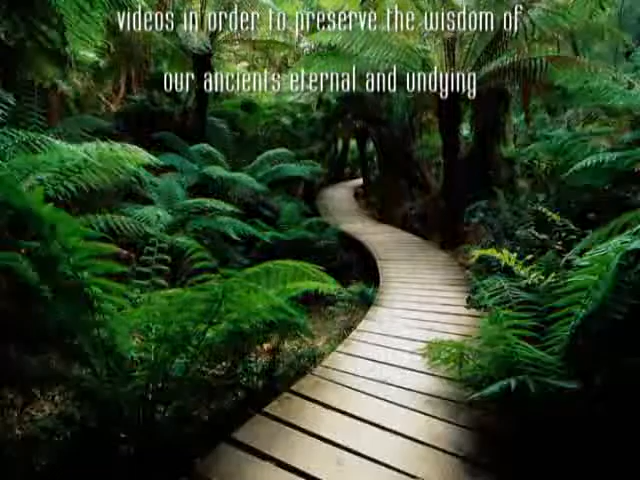 videos in order to preserve the wisdom of
our ancients eternal and undying